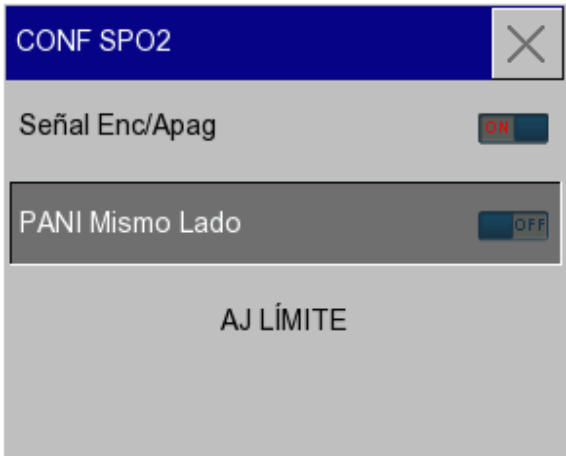 CONF SPO2
Señal Enc/Apag ON
PANI Mismo Lado OFF
AJ LÍMITE